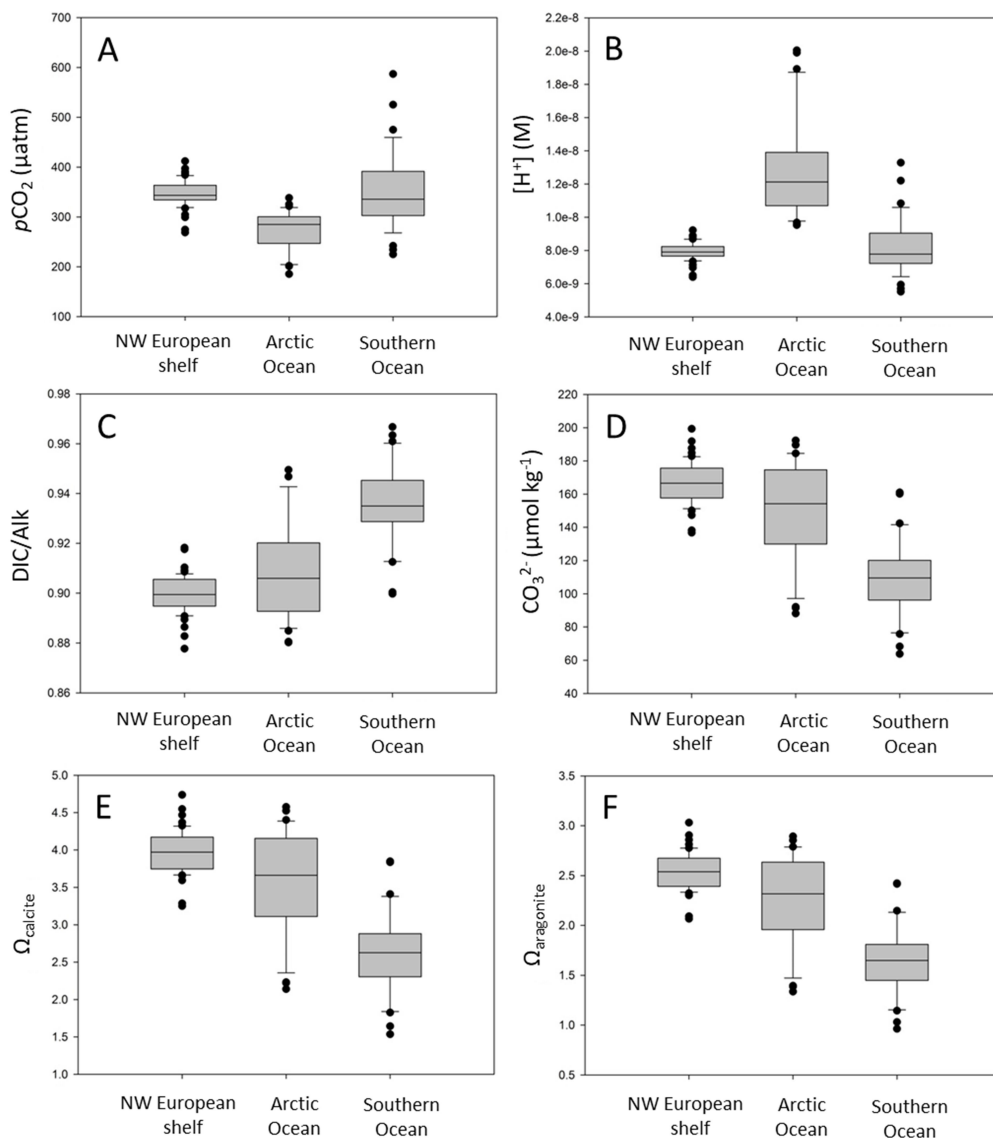 A
pCO₂ (µatm)
700
600
500
400
300
200
100
NW European
shelf
Arctic
Ocean
Southern
Ocean
B
[H⁺] (M)
2.0e-8
1.8e-8
1.6e-8
1.4e-8
1.2e-8
1.0e-8
8.0e-9
6.0e-9
4.0e-9
NW European
shelf
Arctic
Ocean
Southern
Ocean
C
DIC/Alk
0.98
0.96
0.94
0.92
0.90
0.88
0.86
NW European
shelf
Arctic
Ocean
Southern
Ocean
D
CO₃²⁻ (µmol kg⁻¹)
220
200
180
160
140
120
100
80
60
40
NW European
shelf
Arctic
Ocean
Southern
Ocean
E
Ωcalcite
5.0
4.5
4.0
3.5
3.0
2.5
2.0
1.5
1.0
NW European
shelf
Arctic
Ocean
Southern
Ocean
F
Ωaragonite
3.5
3.0
2.5
2.0
1.5
1.0
0.5
NW European
shelf
Arctic
Ocean
Southern
Ocean